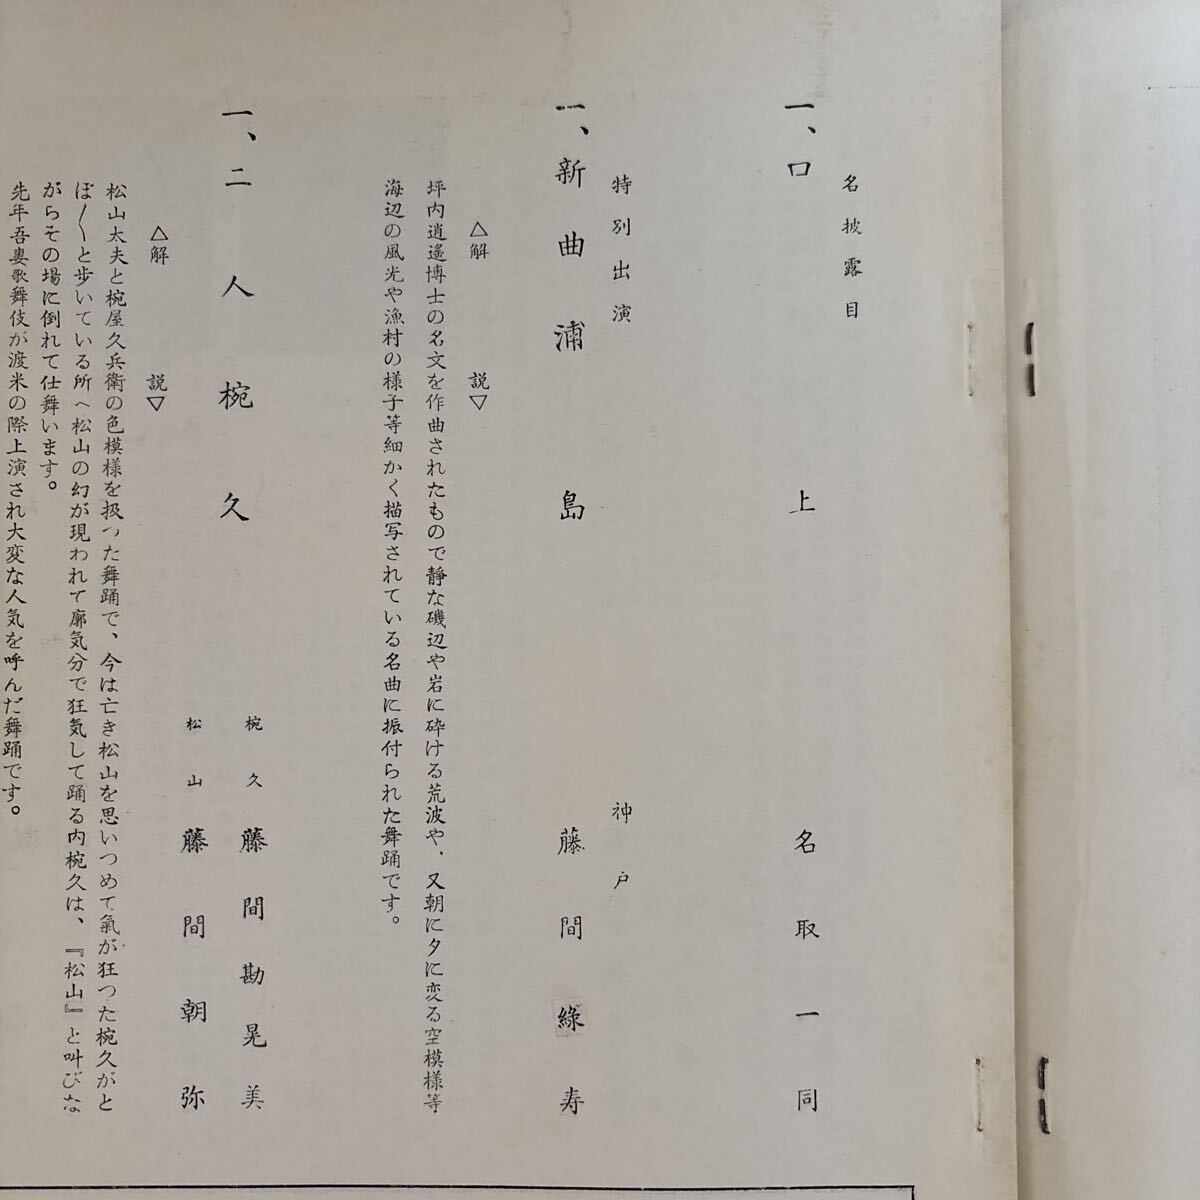 名披露目
一、口上 名取一同
特別出演 神戸
一、新曲浦島 藤間綠寿
△解説▽
坪内逍遥博士の名文を作曲されたもので静な磯辺や岩に砕ける荒波や、又朝に夕に変る空模様等
海辺の風光や漁村の様子等細かく描写されている名曲に振付られた舞踊です。
一、二人椀久
椀久 藤間勘晃美
松山 藤間朝弥
△解説▽
松山太夫と椀屋久兵衛の色模様を扱つた舞踊で、今は亡き松山を思いつめて氣が狂つた椀久がと
ぼ〳〵と歩いている所へ松山の幻が現われて廓気分で狂気して踊る内椀久は、『松山』と叫びな
がらその場に倒れて仕舞います。
先年吾妻歌舞伎が渡米の際上演され大変な人気を呼んだ舞踊です。